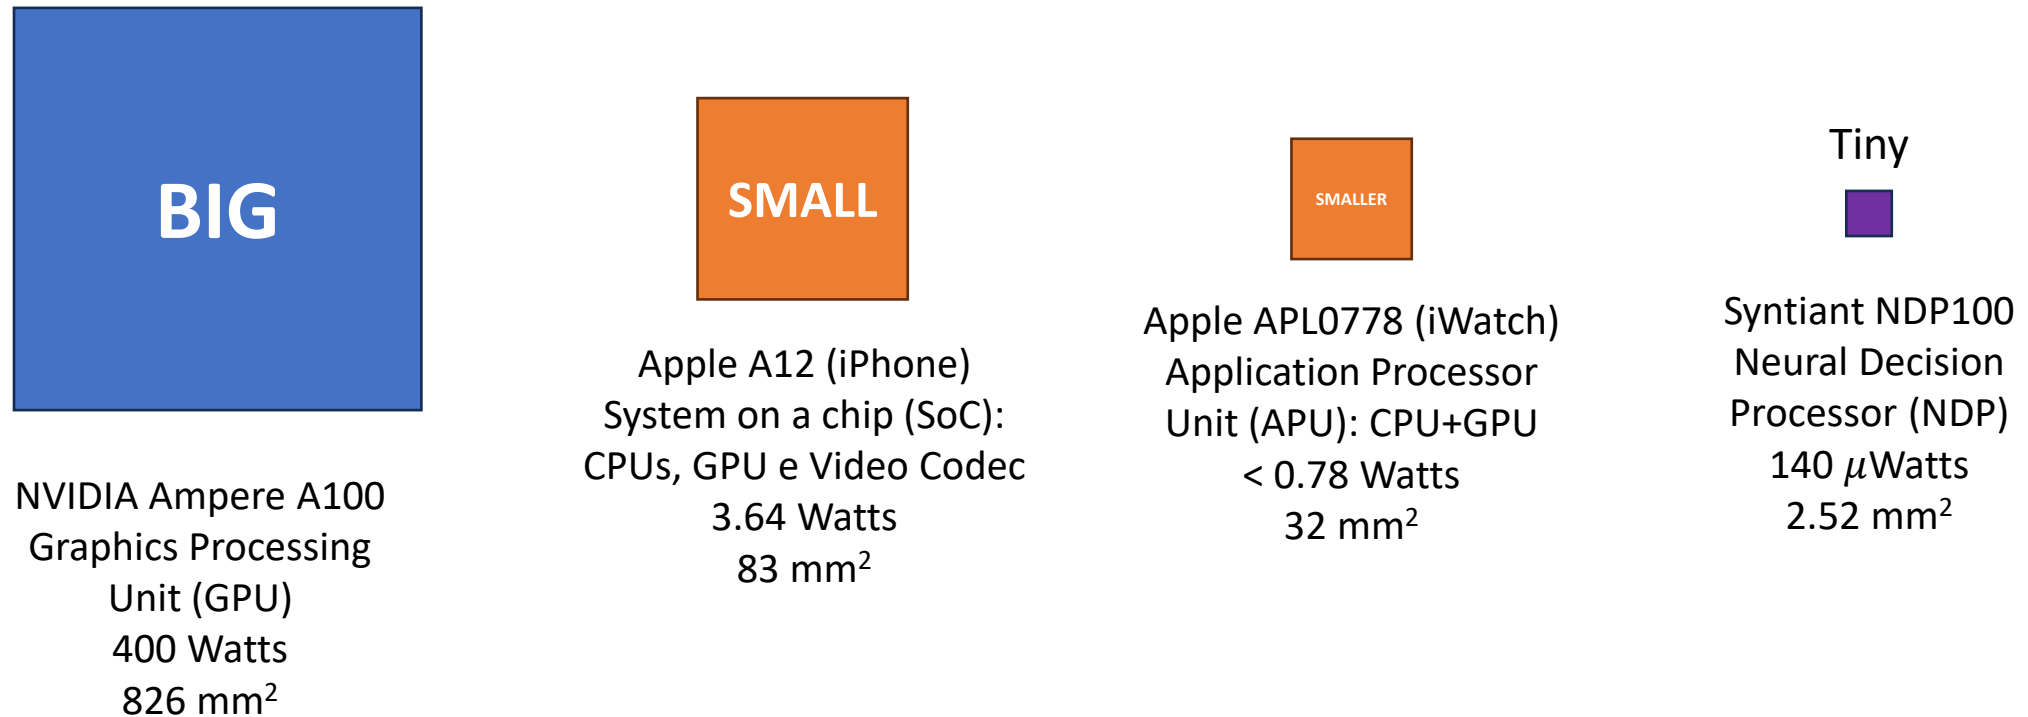 BIG
NVIDIA Ampere A100
Graphics Processing
Unit (GPU)
400 Watts
826 mm²
SMALL
Apple A12 (iPhone)
System on a chip (SoC):
CPUs, GPU e Video Codec
3.64 Watts
83 mm²
SMALLER
Apple APL0778 (iWatch)
Application Processor
Unit (APU): CPU+GPU
< 0.78 Watts
32 mm²
Tiny
Syntiant NDP100
Neural Decision
Processor (NDP)
140 𝜇Watts
2.52 mm²